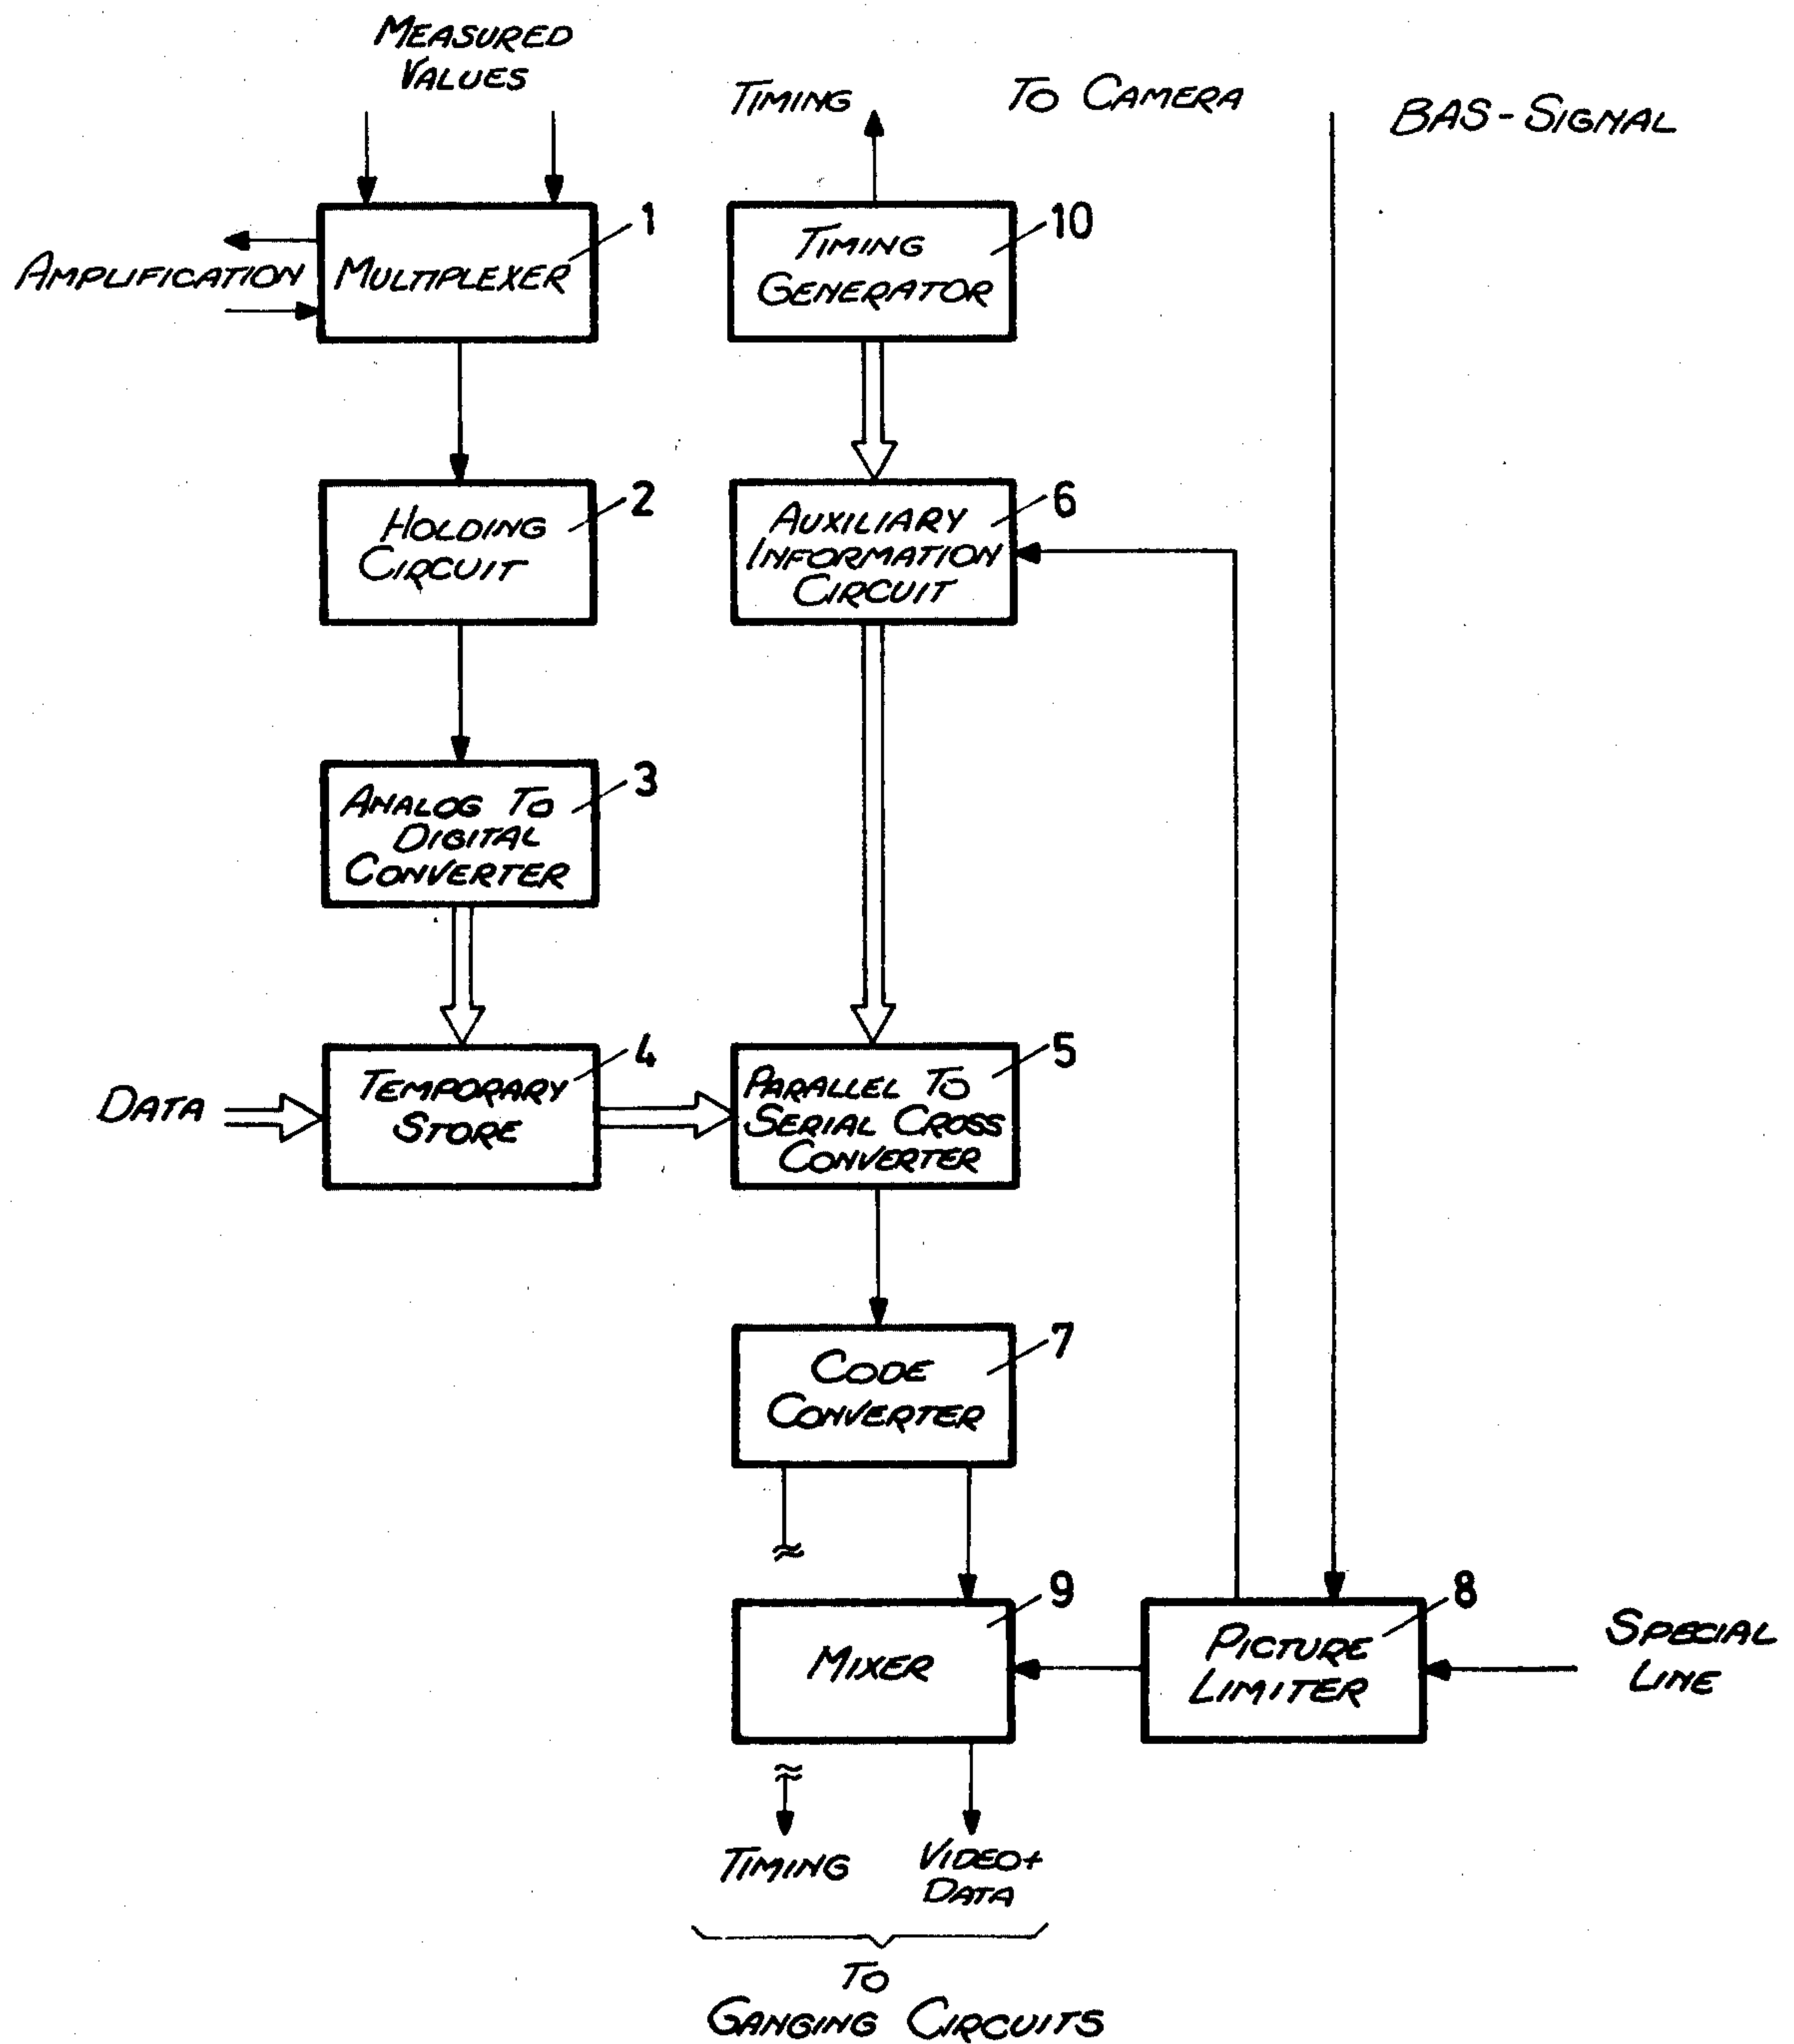 MEASURED
VALUES
TIMING
TO CAMERA
BAS-SIGNAL
AMPLIFICATION
MULTIPLEXER
1
TIMING
GENERATOR
10
HOLDING
CIRCUIT
2
AUXILIARY
INFORMATION
CIRCUIT
6
ANALOG TO
DIGITAL
CONVERTER
3
DATA
TEMPORARY
STORE
4
PARALLEL TO
SERIAL CROSS
CONVERTER
5
CODE
CONVERTER
7
MIXER
9
PICTURE
LIMITER
8
SPECIAL
LINE
TIMING
VIDEO+
DATA
TO
GANGING CIRCUITS